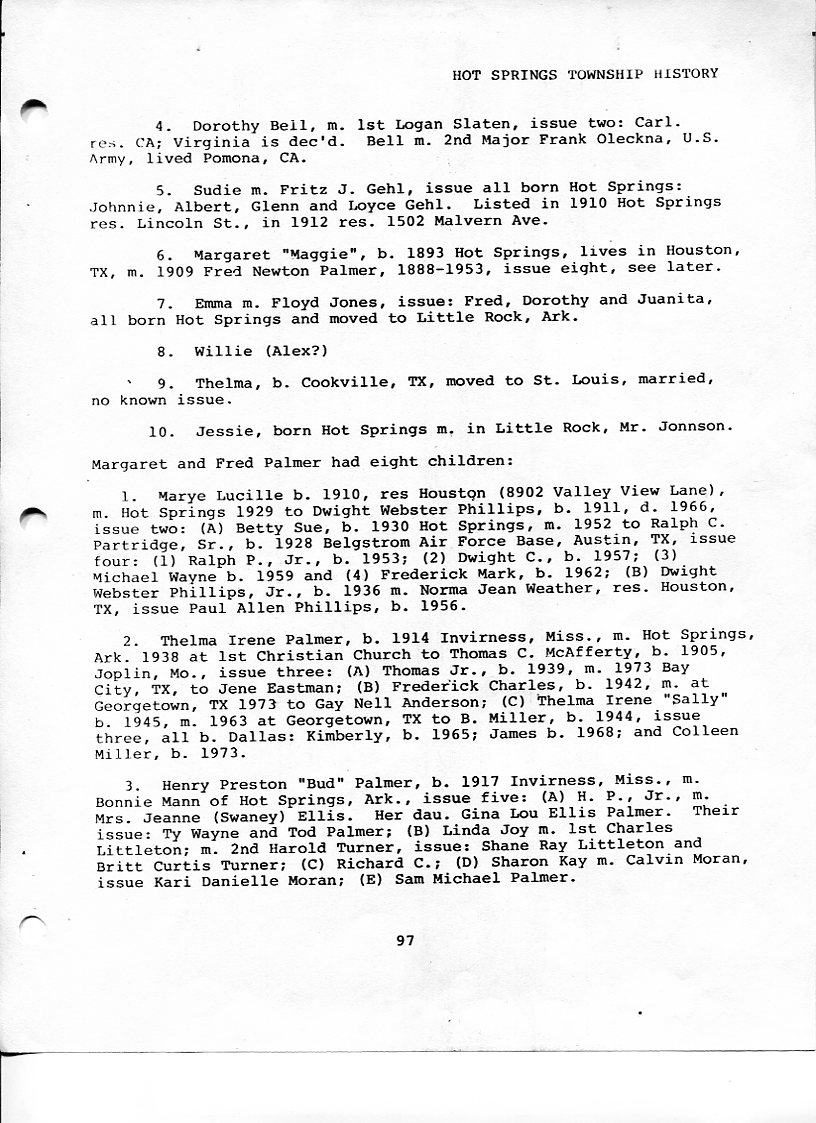 HOT SPRINGS TOWNSHIP HISTORY
4. Dorothy Bell, m. 1st Logan Slaten, issue two: Carl.
res. CA; Virginia is dec'd. Bell m. 2nd Major Frank Oleckna, U.S.
Army, lived Pomona, CA.
5. Sudie m. Fritz J. Gehl, issue all born Hot Springs:
Johnnie, Albert, Glenn and Loyce Gehl. Listed in 1910 Hot Springs
res. Lincoln St., in 1912 res. 1502 Malvern Ave.
6. Margaret "Maggie", b. 1893 Hot Springs, lives in Houston,
TX, m. 1909 Fred Newton Palmer, 1888-1953, issue eight, see later.
7. Emma m. Floyd Jones, issue: Fred, Dorothy and Juanita,
all born Hot Springs and moved to Little Rock, Ark.
8. Willie (Alex?)
9. Thelma, b. Cookville, TX, moved to St. Louis, married,
no known issue.
10. Jessie, born Hot Springs m. in Little Rock, Mr. Jonnson.
Margaret and Fred Palmer had eight children:
1. Marye Lucille b. 1910, res Houston (8902 Valley View Lane),
m. Hot Springs 1929 to Dwight Webster Phillips, b. 1911, d. 1966,
issue two: (A) Betty Sue, b. 1930 Hot Springs, m. 1952 to Ralph C.
Partridge, Sr., b. 1928 Belgstrom Air Force Base, Austin, TX, issue
four: (1) Ralph P., Jr., b. 1953; (2) Dwight C., b. 1957; (3)
Michael Wayne b. 1959 and (4) Frederick Mark, b. 1962; (B) Dwight
Webster Phillips, Jr., b. 1936 m. Norma Jean Weather, res. Houston,
TX, issue Paul Allen Phillips, b. 1956.
2. Thelma Irene Palmer, b. 1914 Invirness, Miss., m. Hot Springs,
Ark. 1938 at 1st Christian Church to Thomas C. McAfferty, b. 1905,
Joplin, Mo., issue three: (A) Thomas Jr., b. 1939, m. 1973 Bay
City, TX, to Jene Eastman; (B) Frederick Charles, b. 1942, m. at
Georgetown, TX 1973 to Gay Nell Anderson; (C) Thelma Irene "Sally"
b. 1945, m. 1963 at Georgetown, TX to B. Miller, b. 1944, issue
three, all b. Dallas: Kimberly, b. 1965; James b. 1968; and Colleen
Miller, b. 1973.
3. Henry Preston "Bud" Palmer, b. 1917 Invirness, Miss., m.
Bonnie Mann of Hot Springs, Ark., issue five: (A) H. P., Jr., m.
Mrs. Jeanne (Swaney) Ellis. Her dau. Gina Lou Ellis Palmer. Their
issue: Ty Wayne and Tod Palmer; (B) Linda Joy m. 1st Charles
Littleton; m. 2nd Harold Turner, issue: Shane Ray Littleton and
Britt Curtis Turner; (C) Richard C.; (D) Sharon Kay m. Calvin Moran,
issue Kari Danielle Moran; (E) Sam Michael Palmer.
97